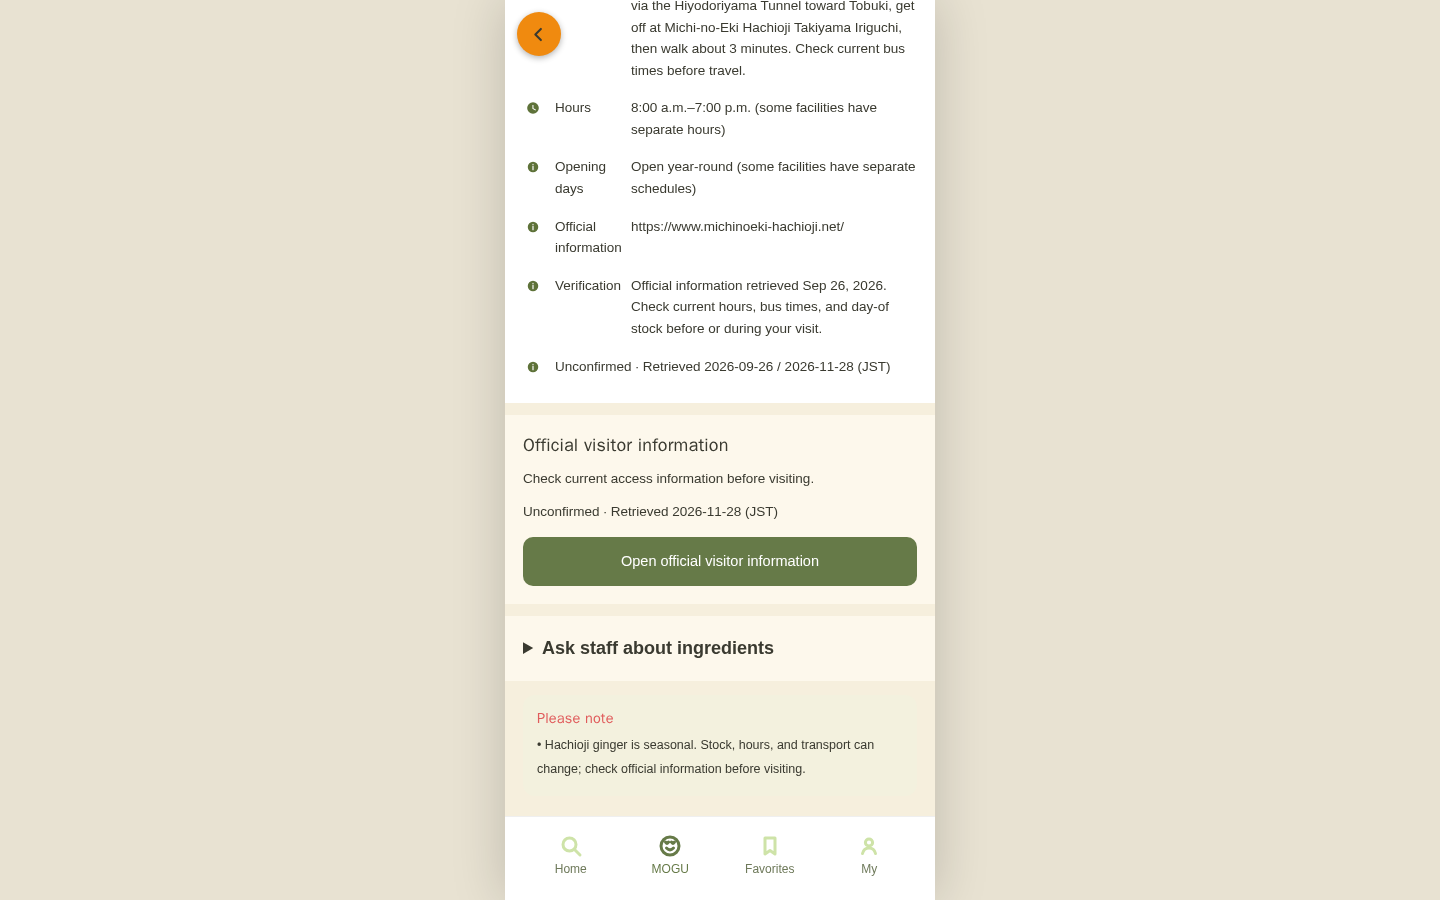 via the Hiyodoriyama Tunnel toward Tobuki, get
off at Michi-no-Eki Hachioji Takiyama Iriguchi,
then walk about 3 minutes. Check current bus
times before travel.
Hours
8:00 a.m.–7:00 p.m. (some facilities have
separate hours)
Opening
days
Open year-round (some facilities have separate
schedules)
Official
information
https://www.michinoeki-hachioji.net/
Verification
Official information retrieved Sep 26, 2026.
Check current hours, bus times, and day-of
stock before or during your visit.
Unconfirmed · Retrieved 2026-09-26 / 2026-11-28 (JST)
Official visitor information
Check current access information before visiting.
Unconfirmed · Retrieved 2026-11-28 (JST)
Open official visitor information
Ask staff about ingredients
Please note
• Hachioji ginger is seasonal. Stock, hours, and transport can
change; check official information before visiting.
Home
MOGU
Favorites
My